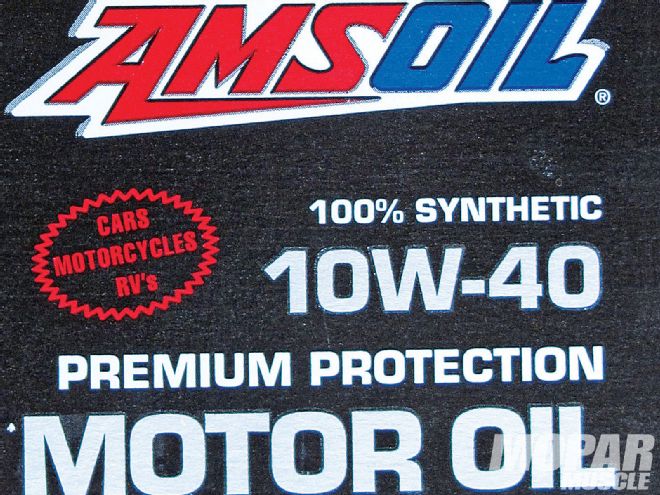 AMSOIL®
CARS
MOTORCYCLES
RV's
100% SYNTHETIC
10W-40
PREMIUM PROTECTION
MOTOR OIL
MOPAR
MUSCLE